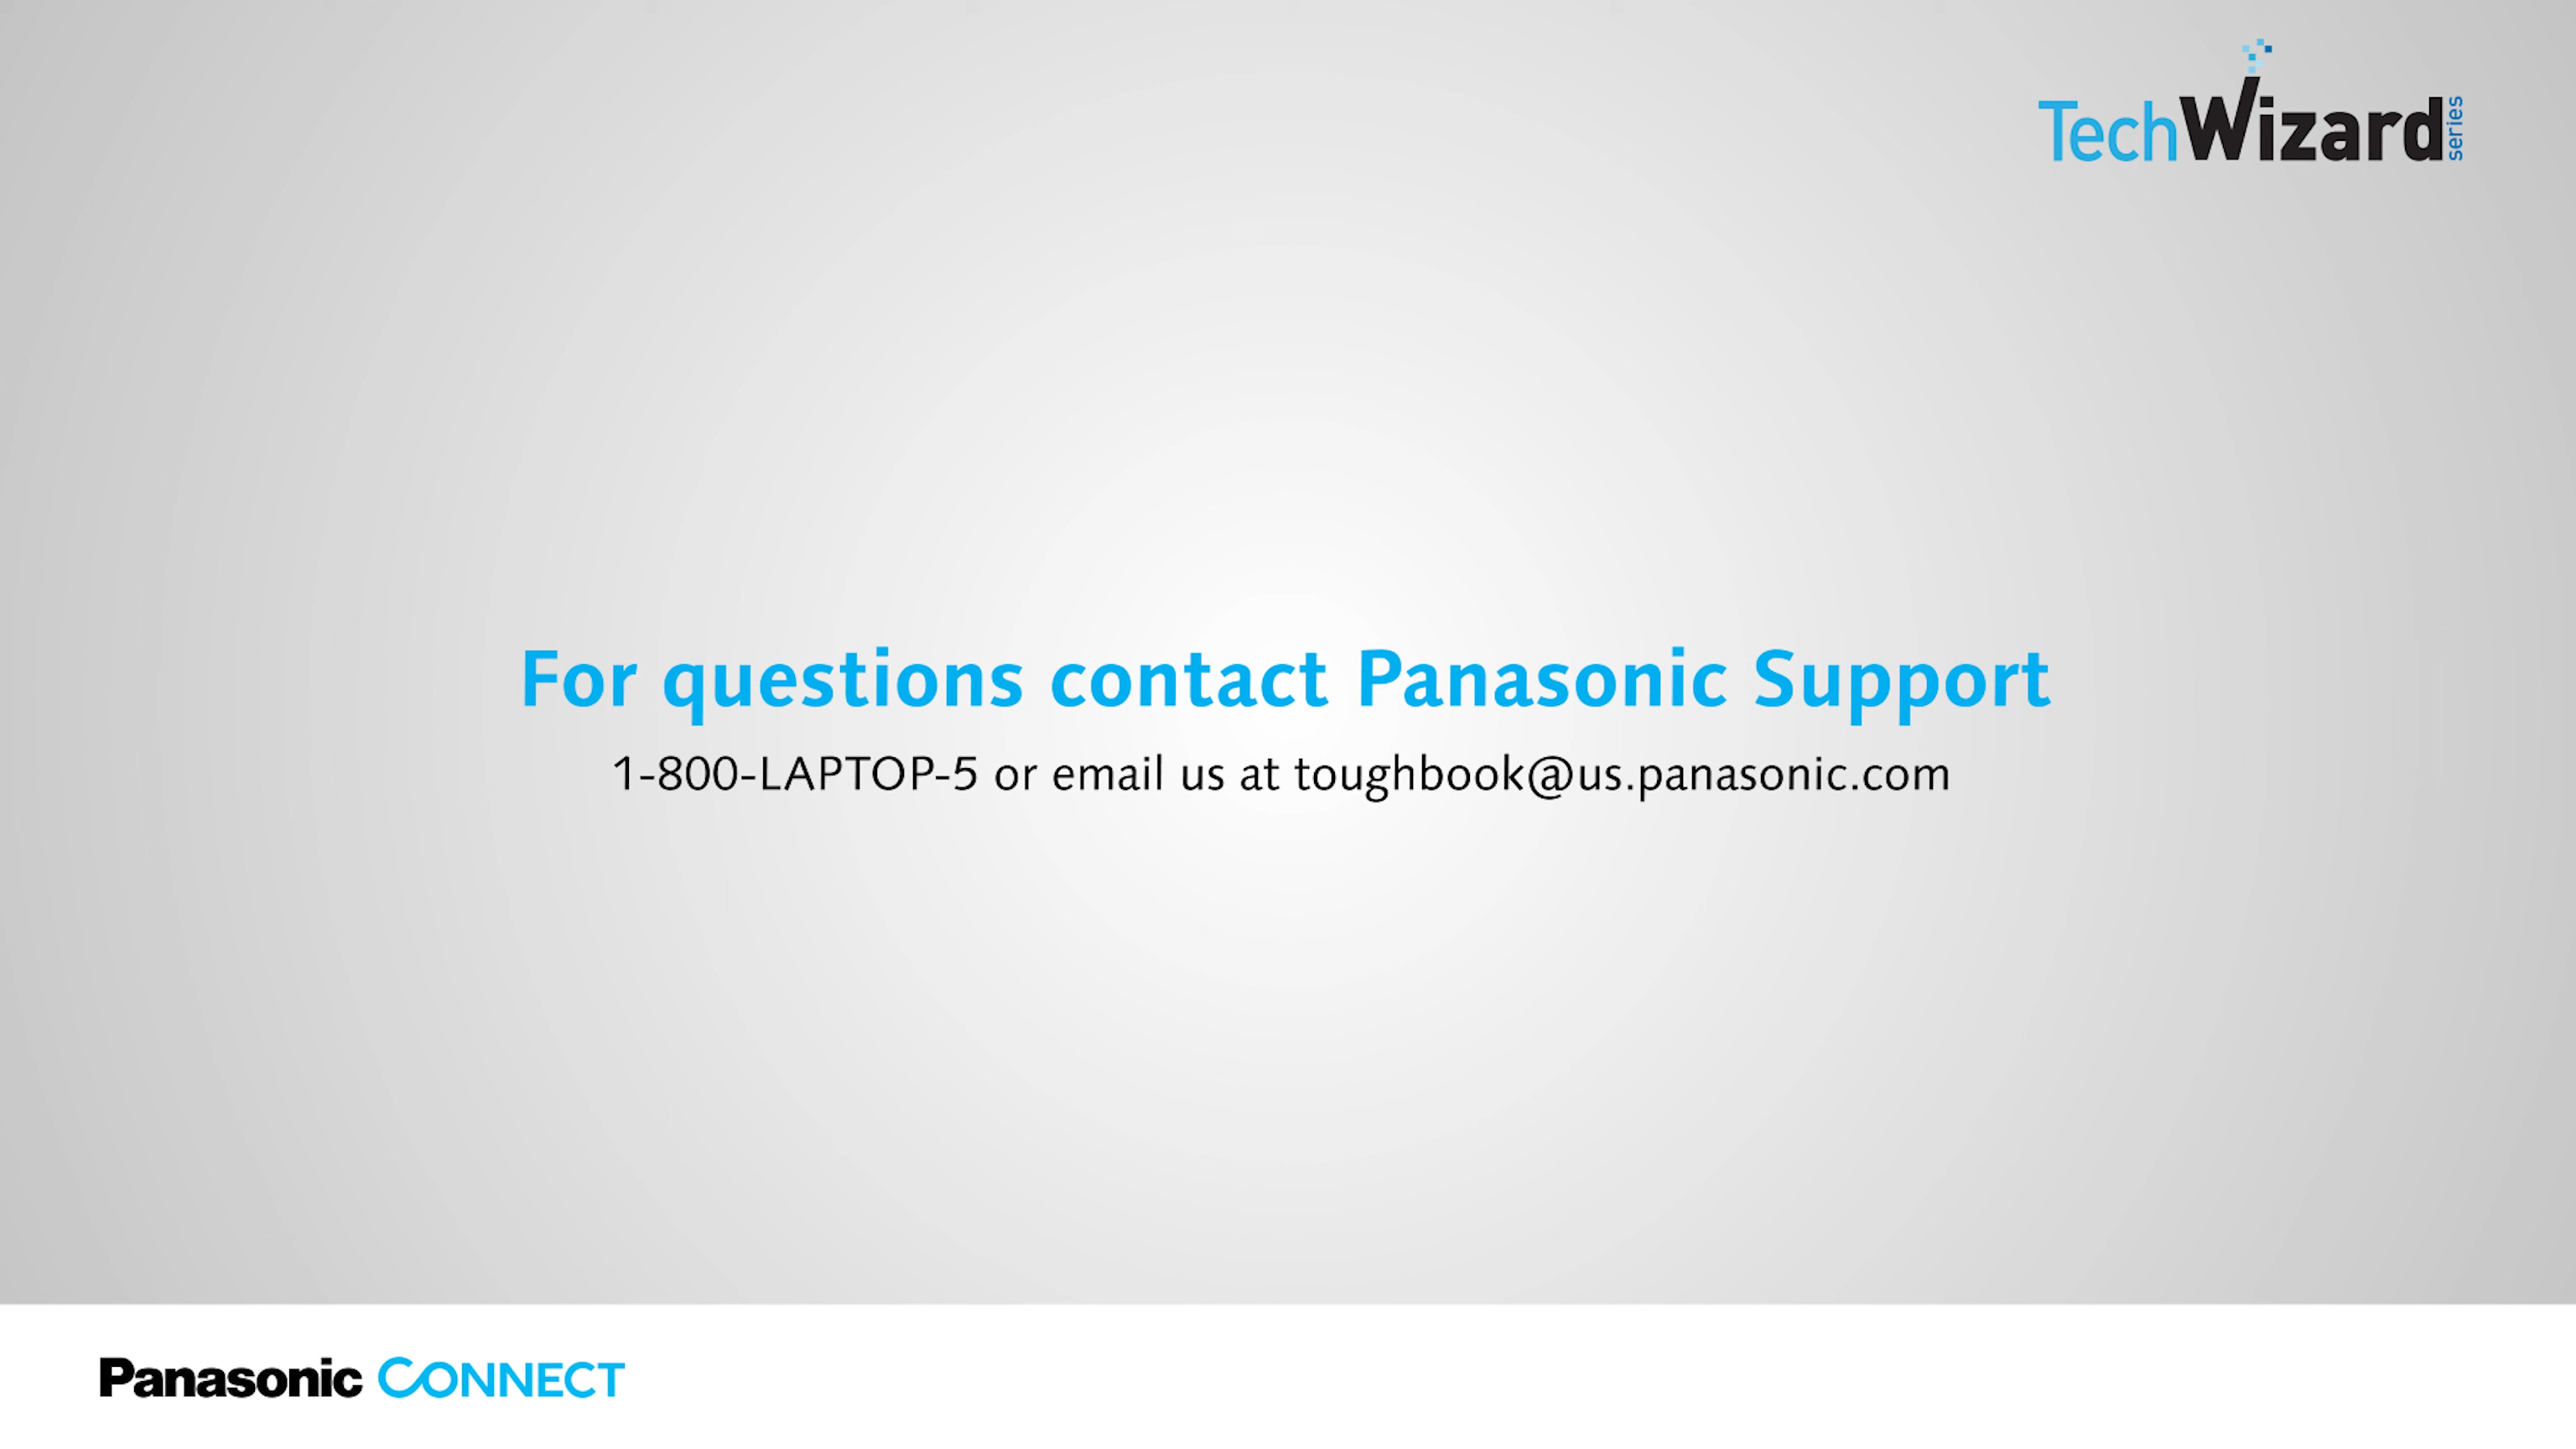 TechWizard series
For questions contact Panasonic Support
1-800-LAPTOP-5 or email us at toughbook@us.panasonic.com
Panasonic CONNECT